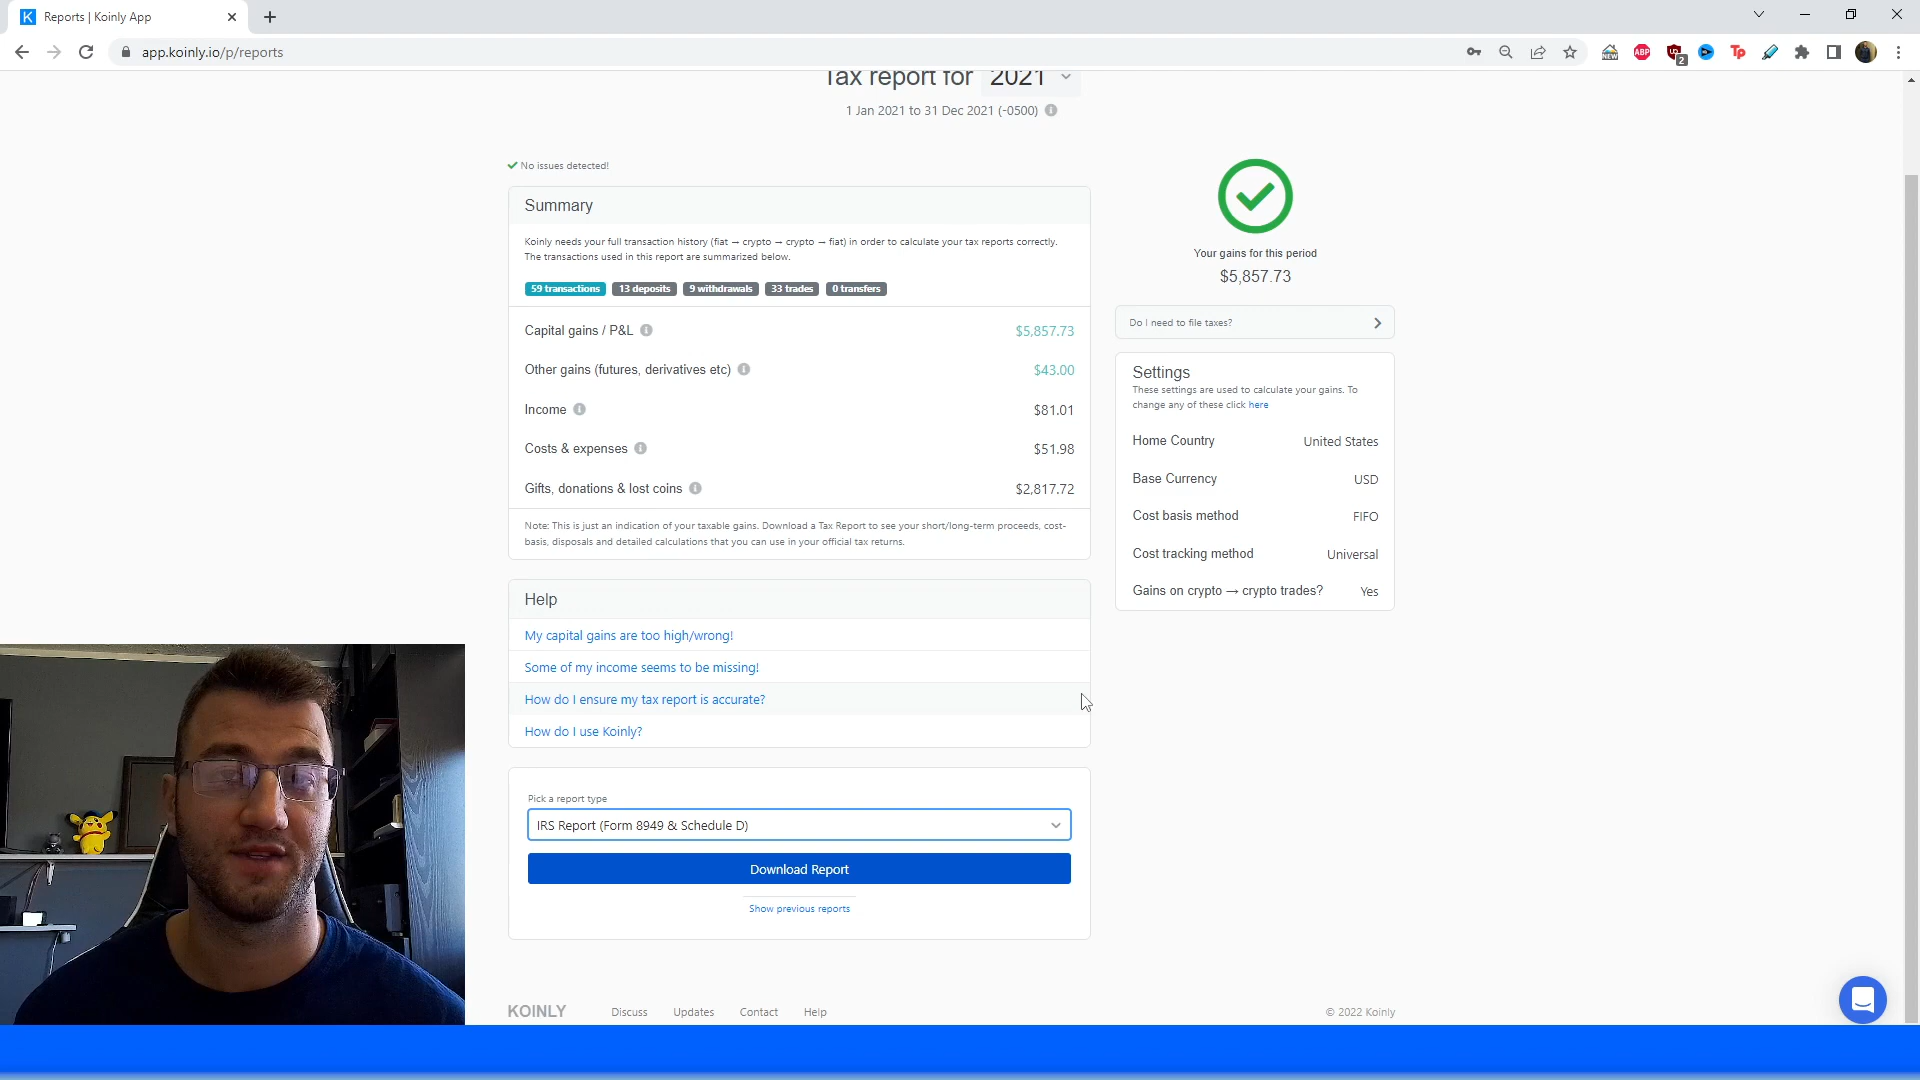 Reports | Koinly App
app.koinly.io/p/reports
NEW
ABP
2
Tp
Tax report for 2021
1 Jan 2021 to 31 Dec 2021 (-0500)
No issues detected!
Summary
Koinly needs your full transaction history (fiat → crypto → crypto → fiat) in order to calculate your tax reports correctly.
The transactions used in this report are summarized below.
59 transactions 13 deposits 9 withdrawals 33 trades 0 transfers
Capital gains / P&L $5,857.73
Other gains (futures, derivatives etc) $43.00
Income $81.01
Costs & expenses $51.98
Gifts, donations & lost coins $2,817.72
Note: This is just an indication of your taxable gains. Download a Tax Report to see your short/long-term proceeds, cost-
basis, disposals and detailed calculations that you can use in your official tax returns.
Help
My capital gains are too high/wrong!
Some of my income seems to be missing!
How do I ensure my tax report is accurate?
How do I use Koinly?
Pick a report type
IRS Report (Form 8949 & Schedule D)
Download Report
Show previous reports
Your gains for this period
$5,857.73
Do I need to file taxes?
Settings
These settings are used to calculate your gains. To
change any of these click here
Home Country United States
Base Currency USD
Cost basis method FIFO
Cost tracking method Universal
Gains on crypto → crypto trades? Yes
KOINLY Discuss Updates Contact Help © 2022 Koinly